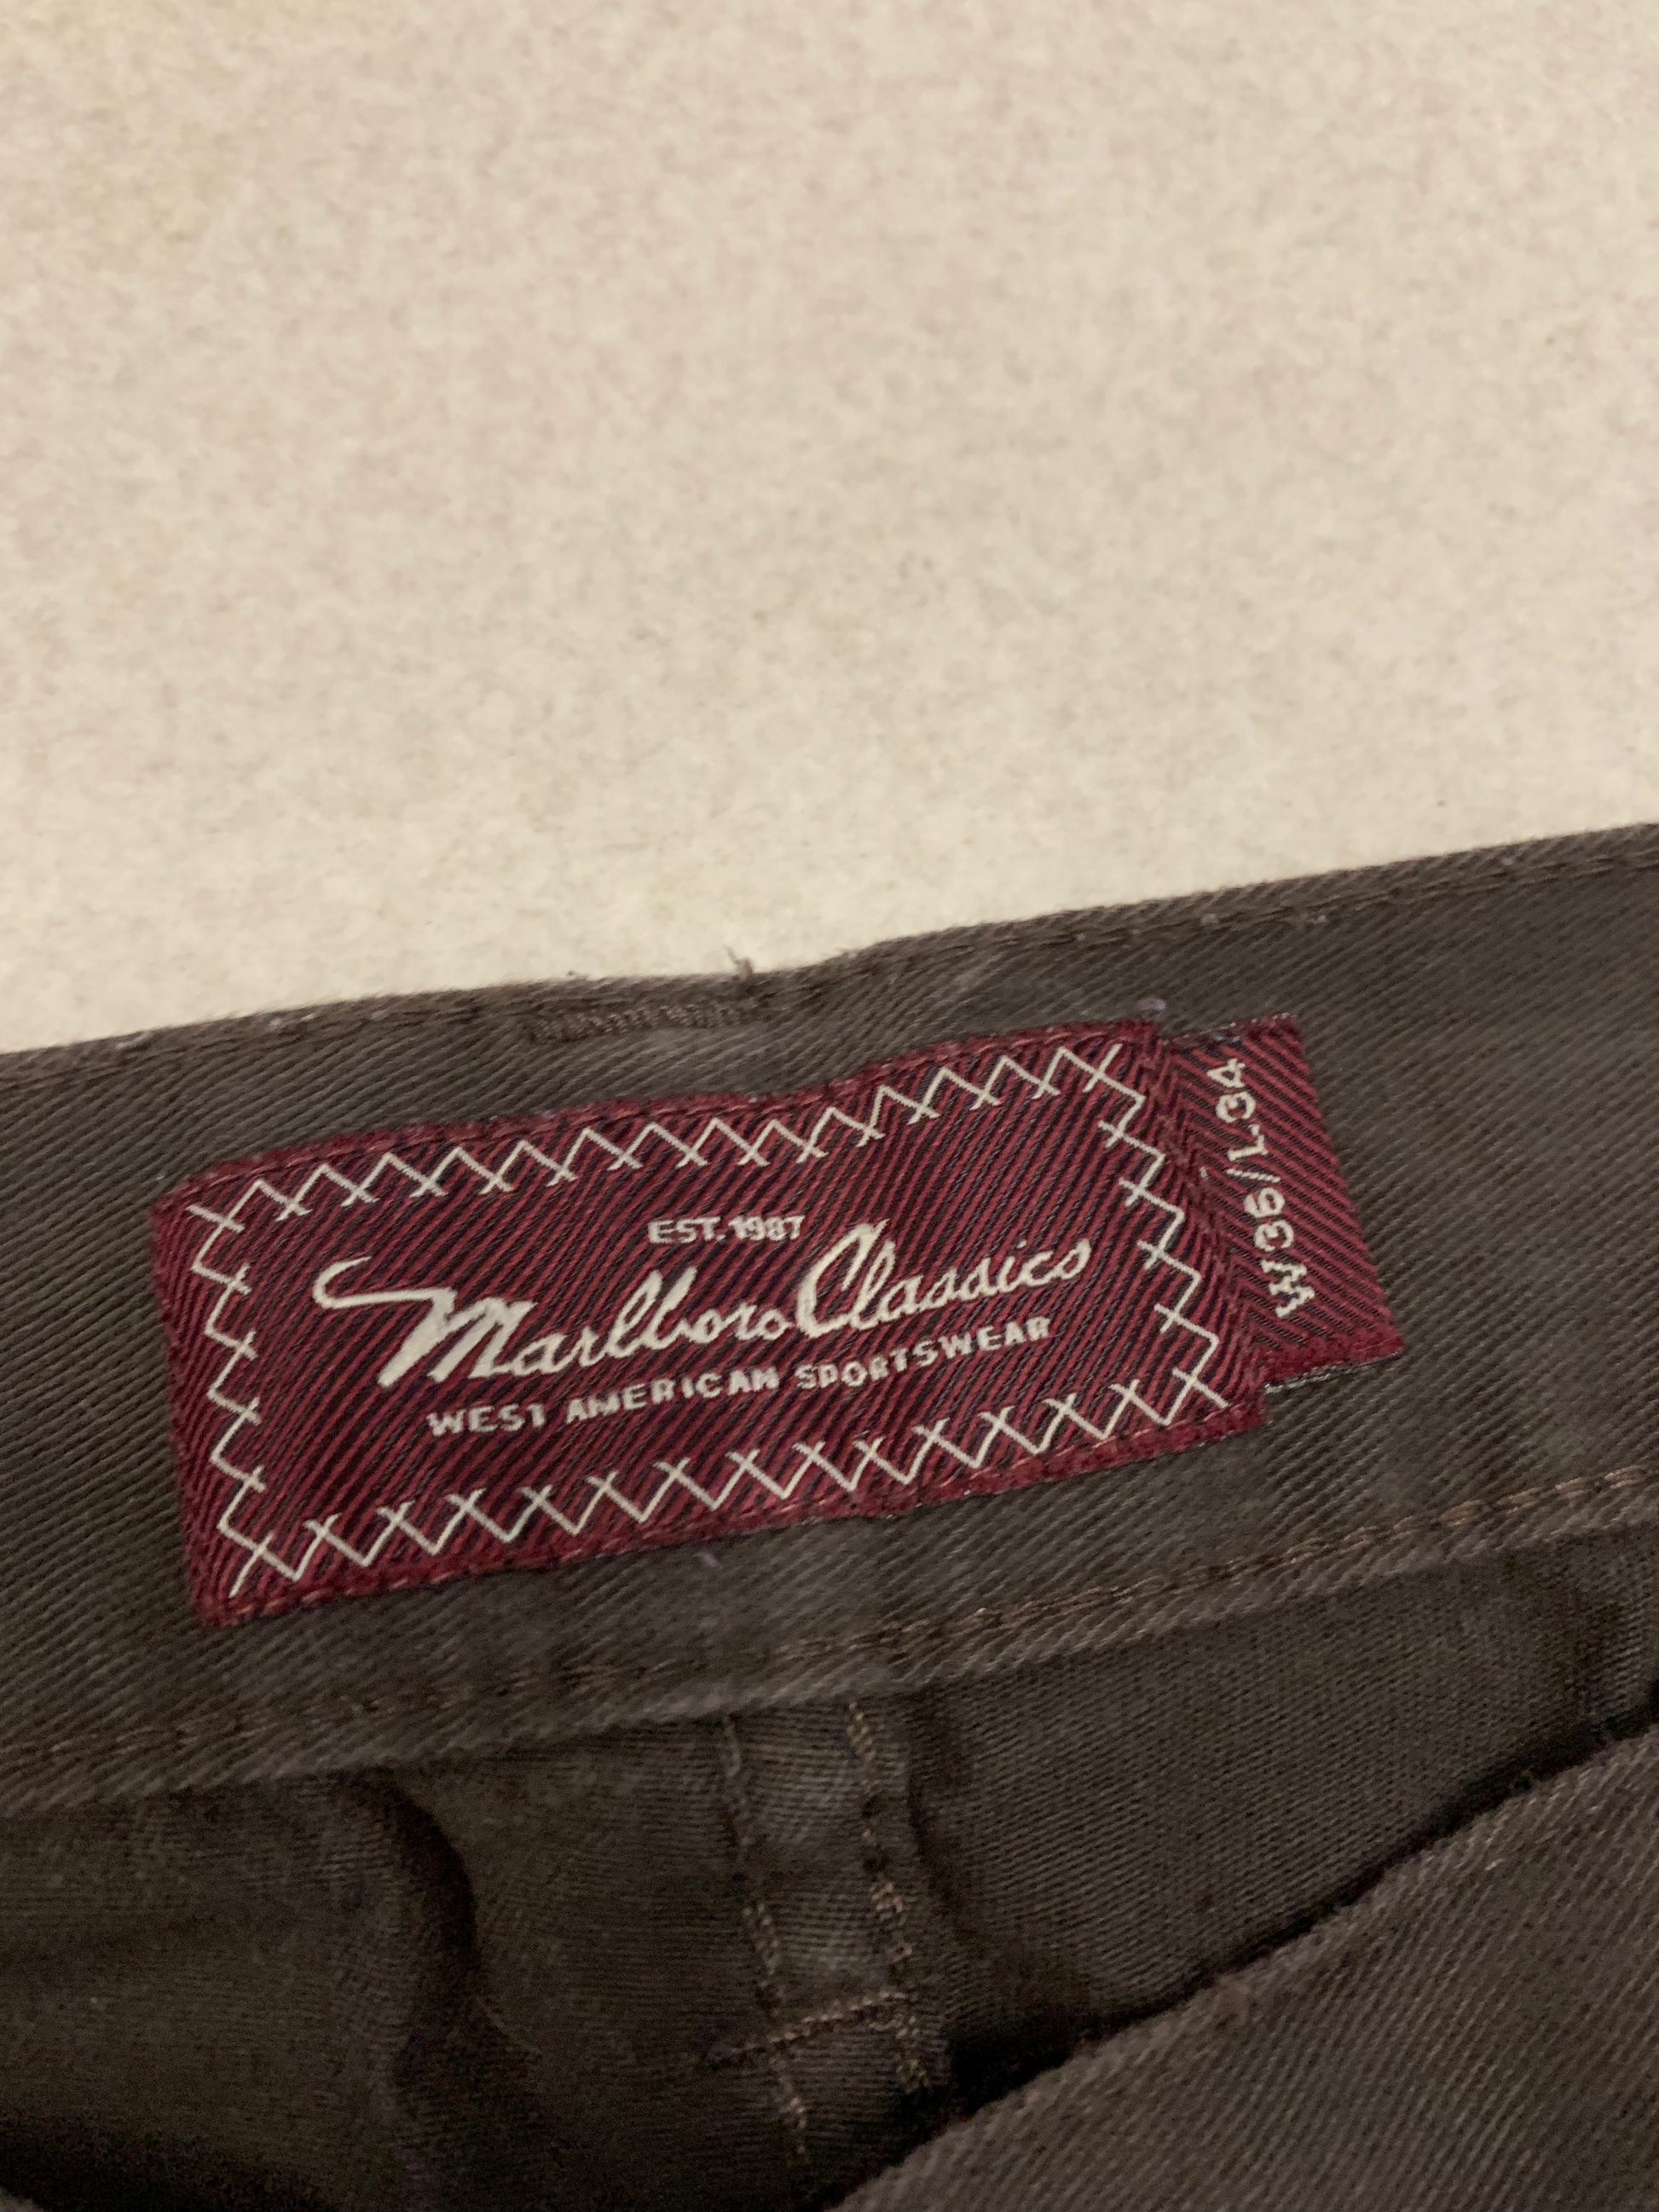 EST. 1987
Marlboro Classics
WEST AMERICAN SPORTSWEAR
W36/L34